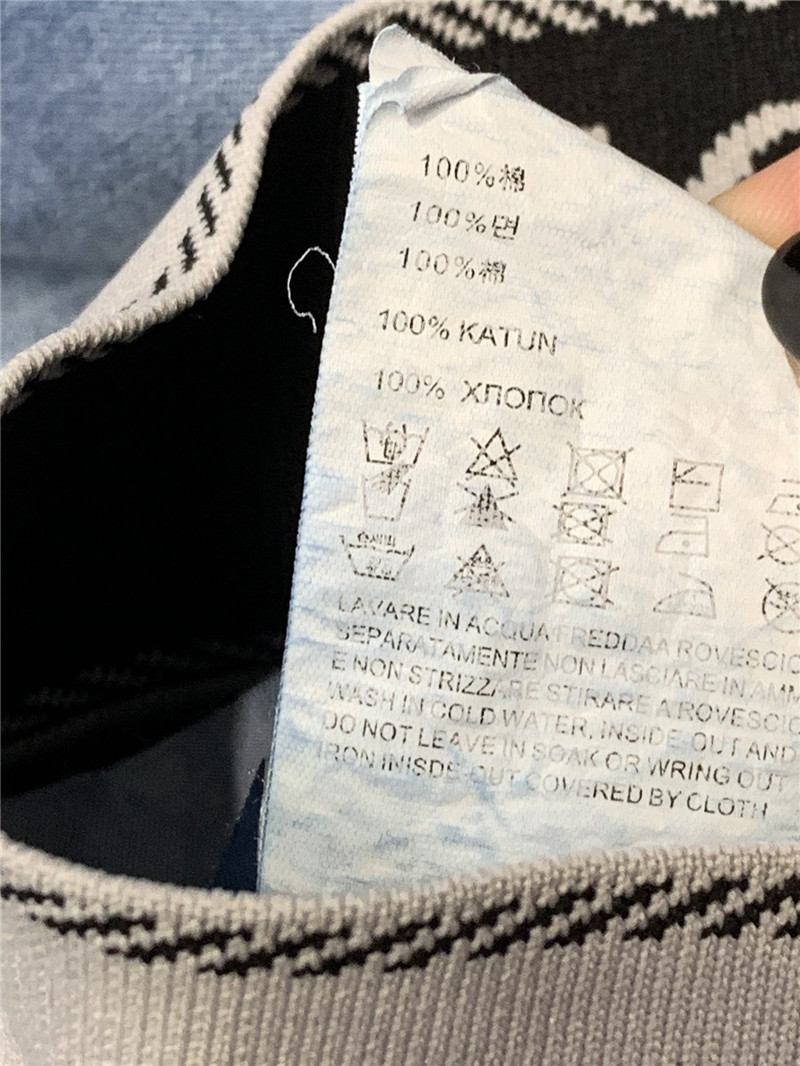 100%棉
100%면
100%棉
100% KATUN
100% ХЛОПОК
LAVARE IN ACQUA FREDDAA ROVESCIO
SEPARATAMENTE NON LASCIARE IN AMM
E NON STRIZZARE STIRARE A ROVESCIO
WASH IN COLD WATER, INSIDE-OUT AND
DO NOT LEAVE IN SOAK OR WRING OUT
IRON INISDE-OUT COVERED BY CLOTH